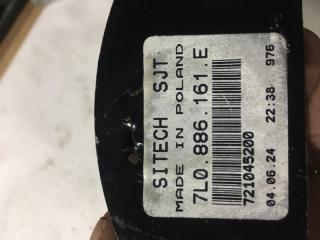 SITECH SJT
MADE IN POLAND
7L0.886.161.E
721045200
04.06.24 22:38 976